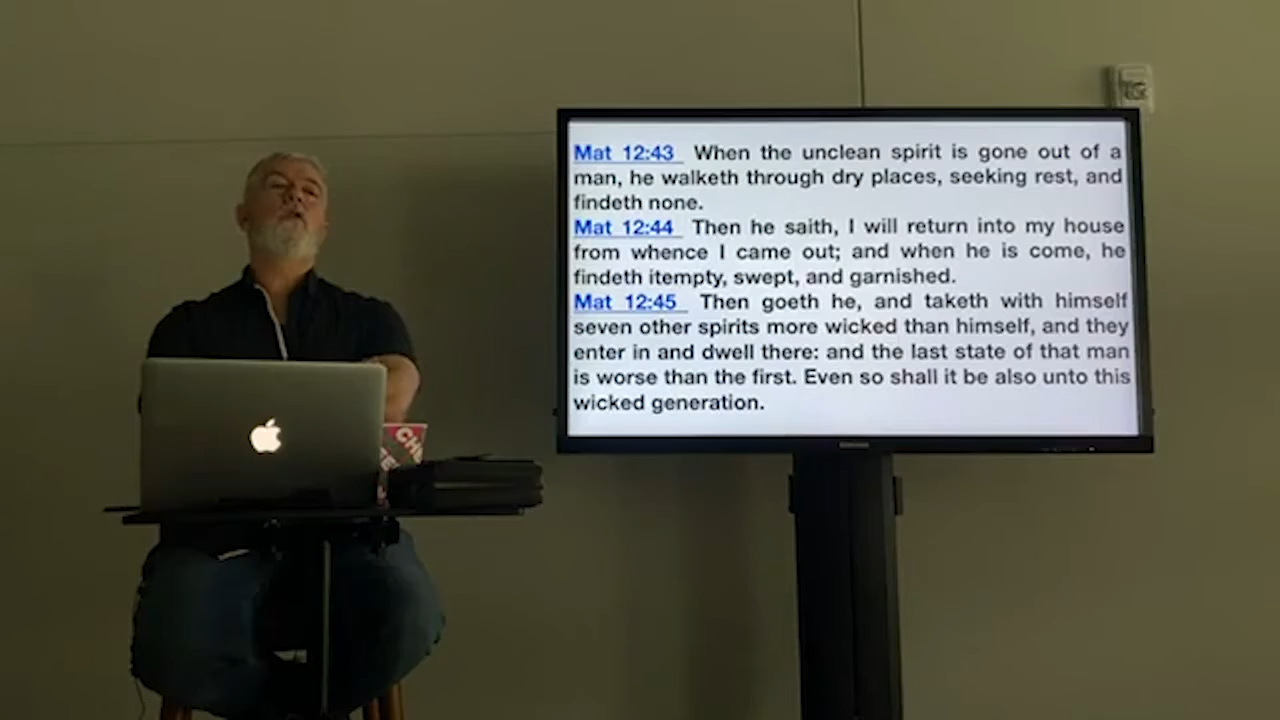 Mat 12:43 When the unclean spirit is gone out of a
man, he walketh through dry places, seeking rest, and
findeth none.
Mat 12:44 Then he saith, I will return into my house
from whence I came out; and when he is come, he
findeth itempty, swept, and garnished.
Mat 12:45 Then goeth he, and taketh with himself
seven other spirits more wicked than himself, and they
enter in and dwell there: and the last state of that man
is worse than the first. Even so shall it be also unto this
wicked generation.